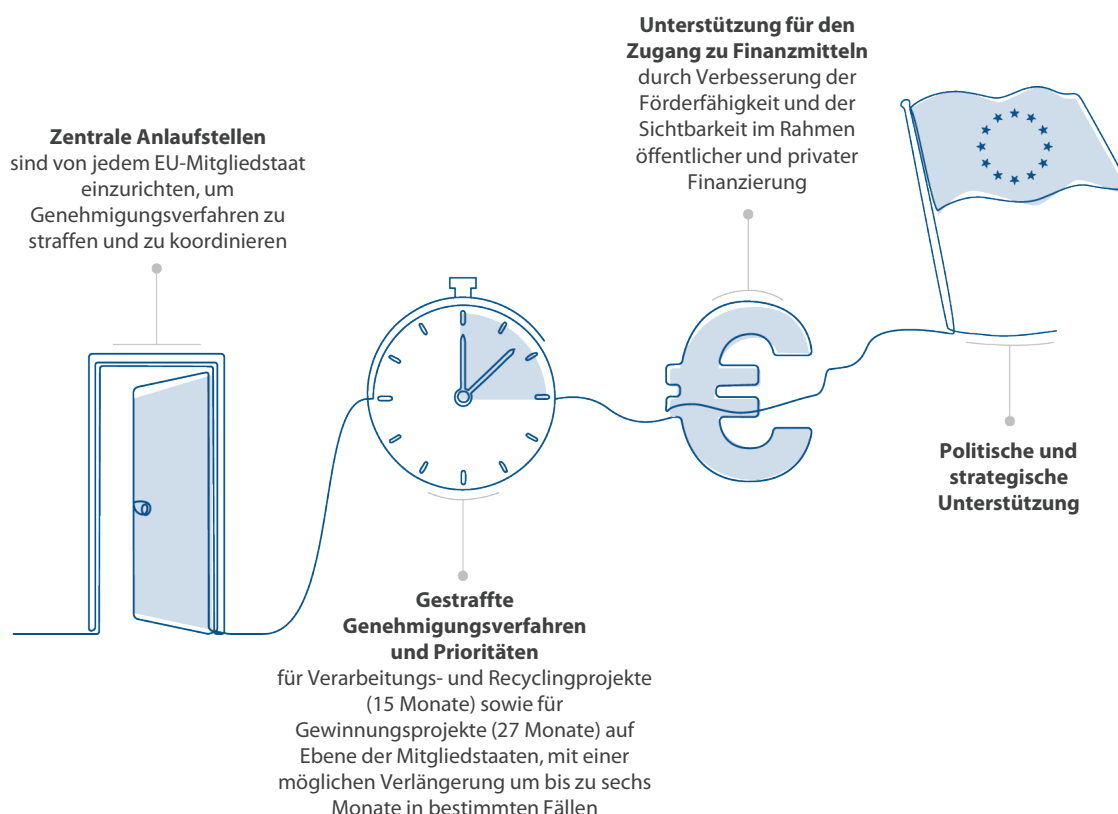 Zentrale Anlaufstellen
sind von jedem EU-Mitgliedstaat
einzurichten, um
Genehmigungsverfahren zu
straffen und zu koordinieren
Gestraffte
Genehmigungsverfahren
und Prioritäten
für Verarbeitungs- und Recyclingprojekte
(15 Monate) sowie für
Gewinnungsprojekte (27 Monate) auf
Ebene der Mitgliedstaaten, mit einer
möglichen Verlängerung um bis zu sechs
Monate in bestimmten Fällen
Unterstützung für den
Zugang zu Finanzmitteln
durch Verbesserung der
Förderfähigkeit und der
Sichtbarkeit im Rahmen
öffentlicher und privater
Finanzierung
Politische und
strategische
Unterstützung